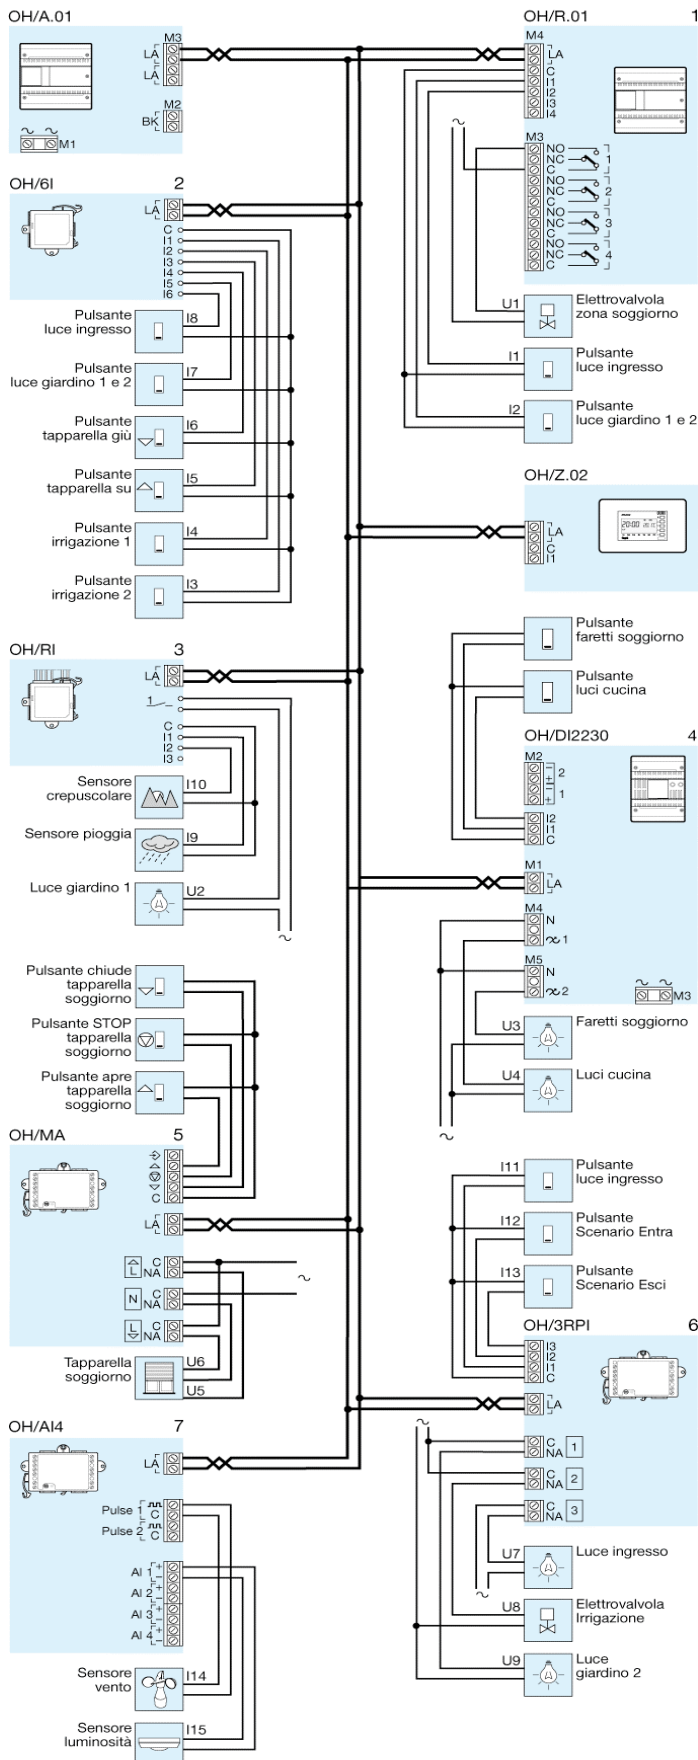 OH/A.01
M3
LA
LA
M2
BK
M1
OH/6I 2
LA
C
I1
I2
I3
I4
I5
I6
Pulsante
luce ingresso
I8
Pulsante
luce giardino 1 e 2
I7
Pulsante
tapparella giù
I6
Pulsante
tapparella su
I5
Pulsante
irrigazione 1
I4
Pulsante
irrigazione 2
I3
OH/RI 3
LA
1
C
I1
I2
I3
Sensore
crepuscolare
I10
Sensore pioggia
I9
Luce giardino 1
U2
~
Pulsante chiude
tapparella
soggiorno
Pulsante STOP
tapparella
soggiorno
Pulsante apre
tapparella
soggiorno
OH/MA 5
C
LA
L
C
NA
N
C
NA
L
C
NA
~
Tapparella
soggiorno
U6
U5
OH/AI4 7
LA
Pulse 1
C
Pulse 2
C
AI 1 +
−
AI 2 +
−
AI 3 +
−
AI 4 +
−
Sensore
vento
I14
Sensore
luminosità
I15
OH/R.01 1
M4
LA
C
I1
I2
I3
I4
~
M3
NO
NC 1
C
NO
NC 2
C
NO
NC 3
C
NO
NC 4
C
U1
Elettrovalvola
zona soggiorno
I1
Pulsante
luce ingresso
I2
Pulsante
luce giardino 1 e 2
OH/Z.02
LA
C
I1
20:00
Pulsante
faretti soggiorno
Pulsante
luci cucina
OH/DI2230 4
M2
− 2
+
− 1
+
I2
I1
C
M1
LA
M4
N
1
M5
N
2
M3
U3
Faretti soggiorno
U4
Luci cucina
~
I11
Pulsante
luce ingresso
I12
Pulsante
Scenario Entra
I13
Pulsante
Scenario Esci
OH/3RPI 6
I3
I2
I1
C
LA
~
C
NA 1
C
NA 2
C
NA 3
U7
Luce ingresso
~
U8
Elettrovalvola
Irrigazione
U9
Luce
giardino 2